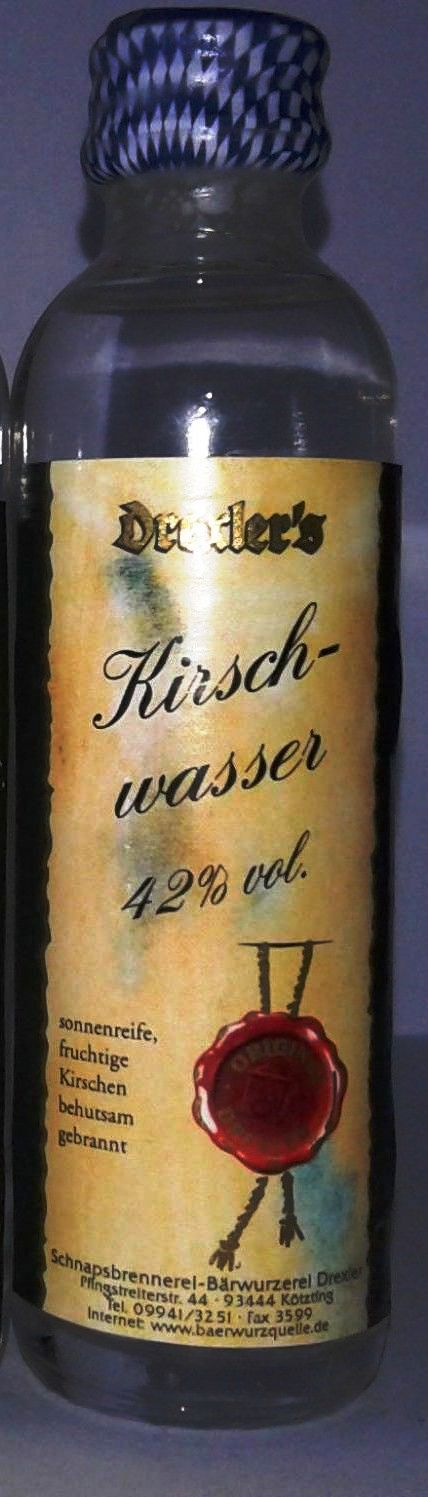 Drexler's
Kirsch-
wasser
42% vol.
sonnenreife,
fruchtige
Kirschen
behutsam
gebrannt
ORIGINAL
Schnapsbrennerei-Bärwurzerei Drexler
Pfingstreiterstr. 44 · 93444 Kötzting
Tel. 09941/3251 · Fax 3599
Internet: www.baerwurzquelle.de